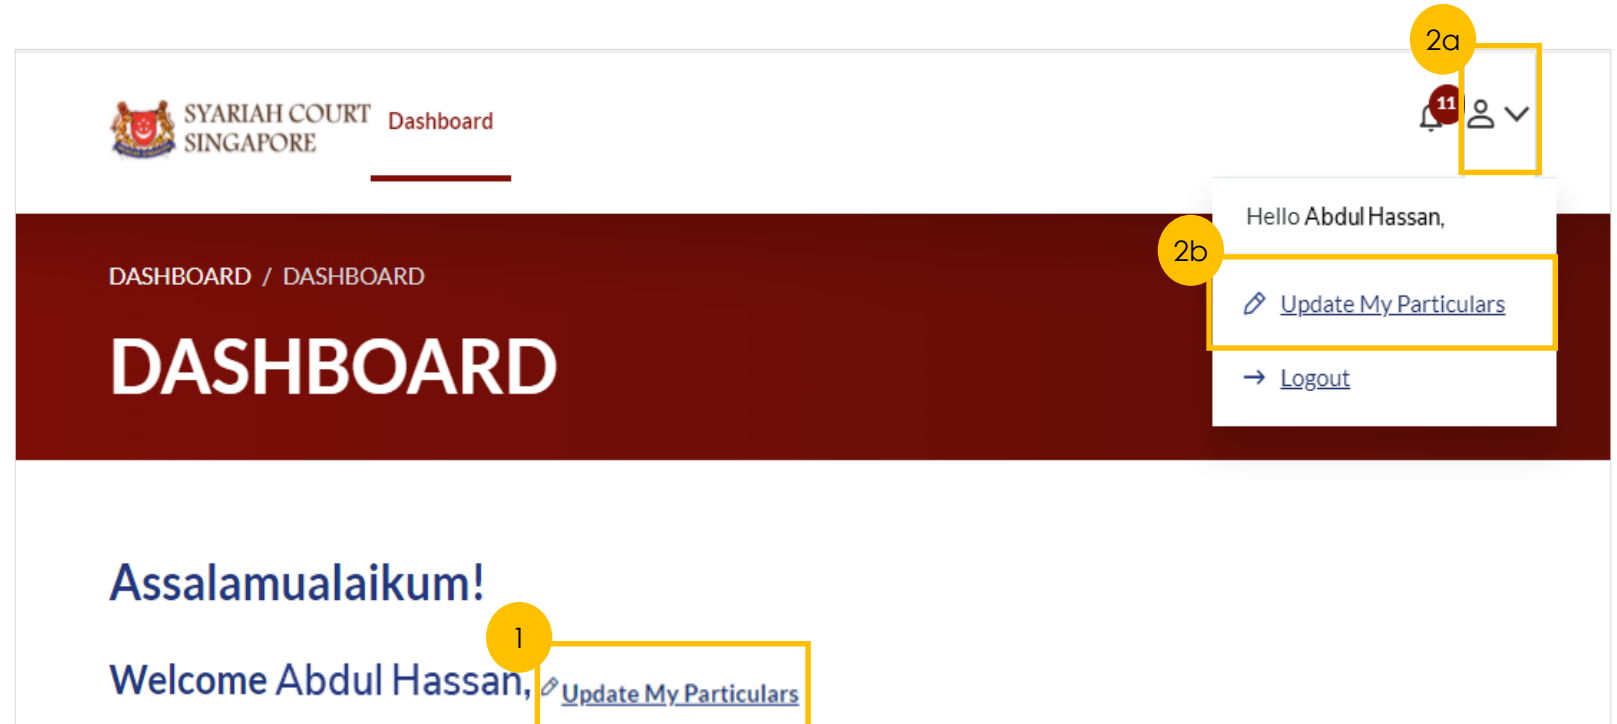 2a
SYARIAH COURT
SINGAPORE
Dashboard
11
Hello Abdul Hassan,
2b
DASHBOARD / DASHBOARD
Update My Particulars
DASHBOARD
Logout
Assalamualaikum!
1
Welcome Abdul Hassan, Update My Particulars